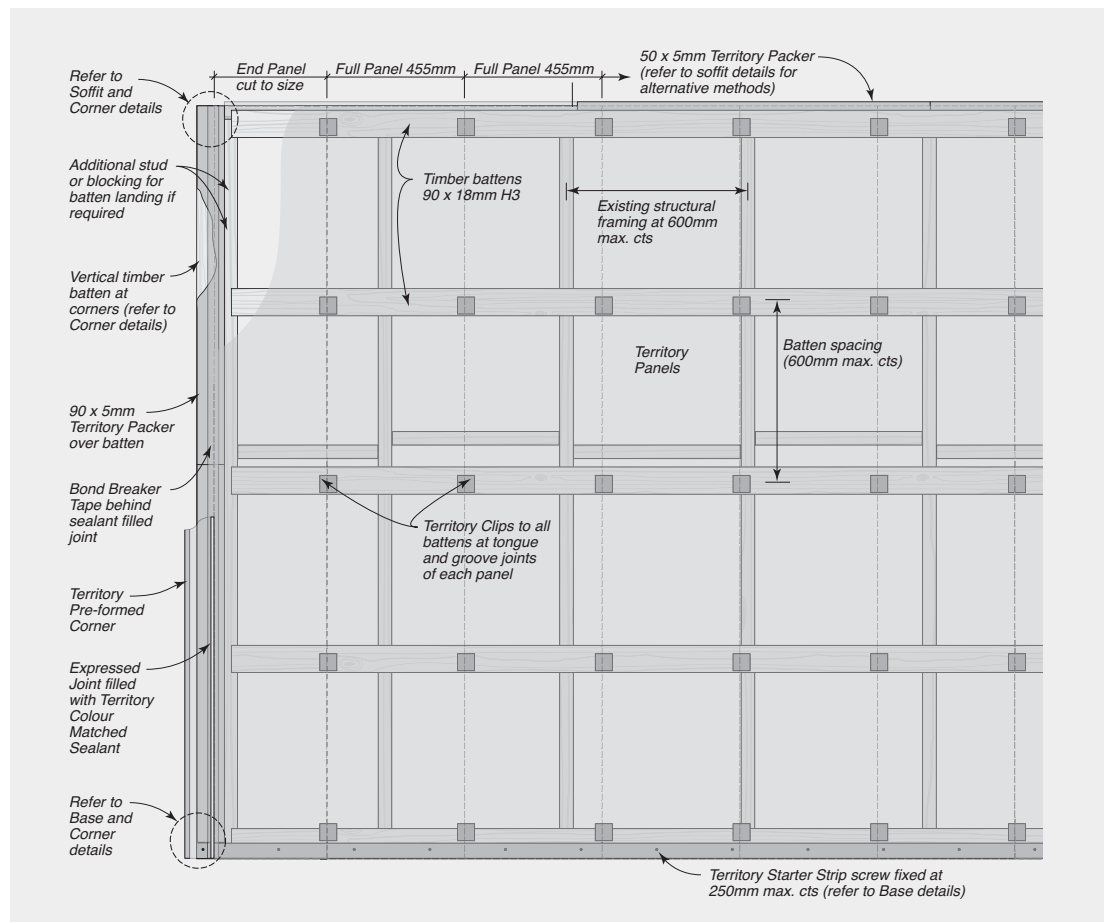 Refer to
Soffit and
Corner details
End Panel
cut to size
Full Panel 455mm
Full Panel 455mm
50 x 5mm Territory Packer
(refer to soffit details for
alternative methods)
Additional stud
or blocking for
batten landing if
required
Timber battens
90 x 18mm H3
Existing structural
framing at 600mm
max. cts
Vertical timber
batten at
corners (refer to
Corner details)
Territory
Panels
Batten spacing
(600mm max. cts)
90 x 5mm
Territory Packer
over batten
Bond Breaker
Tape behind
sealant filled
joint
Territory Clips to all
battens at tongue
and groove joints
of each panel
Territory
Pre-formed
Corner
Expressed
Joint filled
with Territory
Colour
Matched
Sealant
Refer to
Base and
Corner
details
Territory Starter Strip screw fixed at
250mm max. cts (refer to Base details)